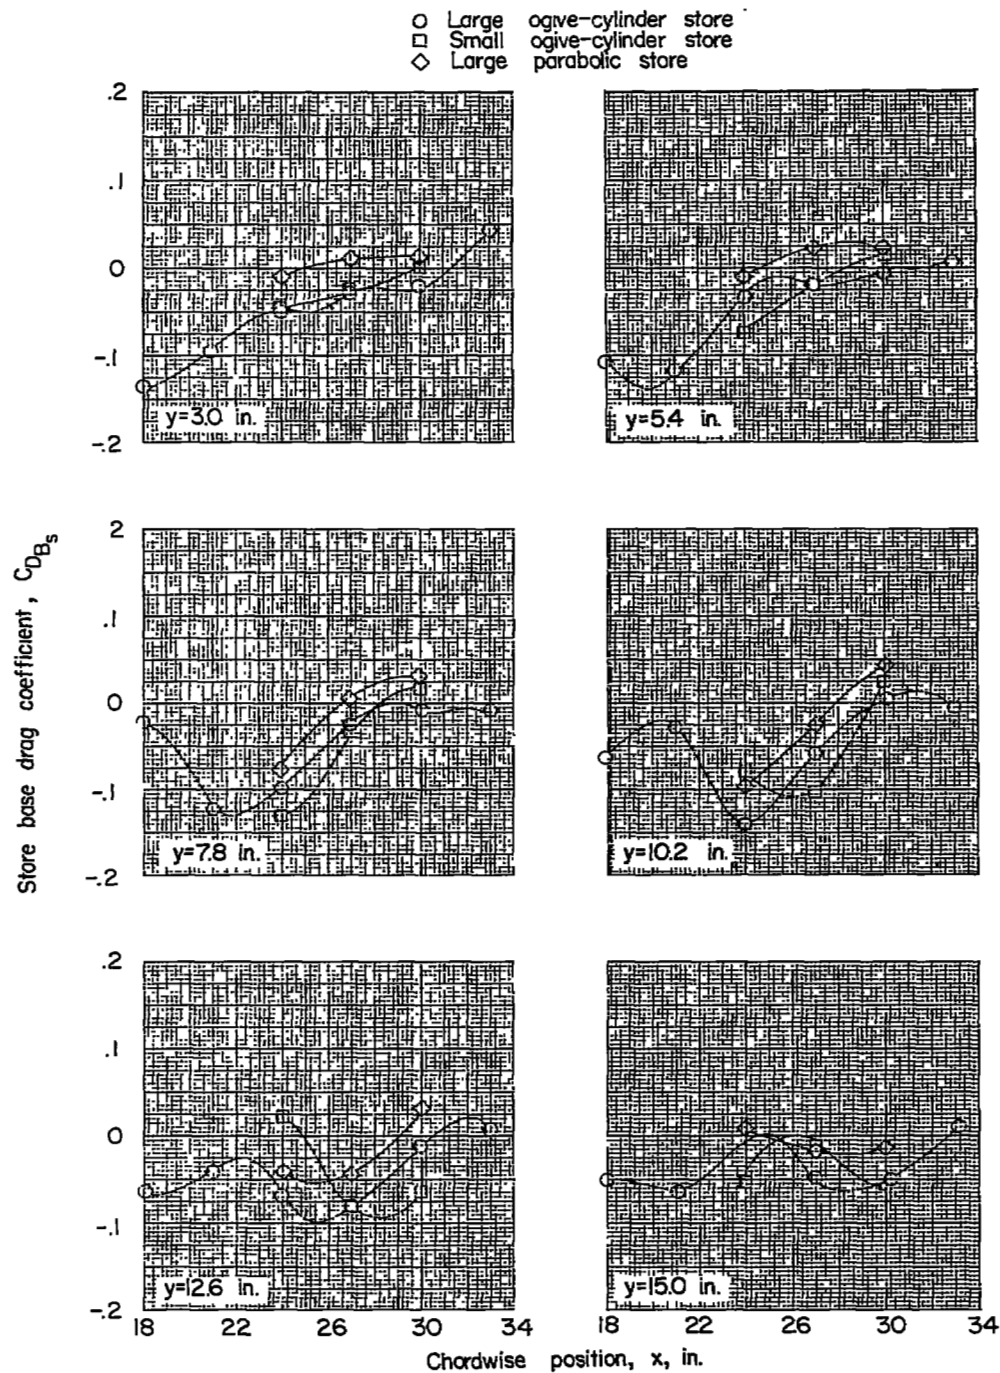 Large ogive-cylinder store
Small ogive-cylinder store
Large parabolic store
.2
.1
0
-.1
-.2
y=3.0 in.
y=5.4 in.
Store base drag coefficient, CDBs
2
.1
0
-.1
-.2
y=7.8 in.
y=10.2 in.
.2
.1
0
-.1
-.2
y=12.6 in.
y=15.0 in.
18 22 26 30 34
18 22 26 30 34
Chordwise position, x, in.